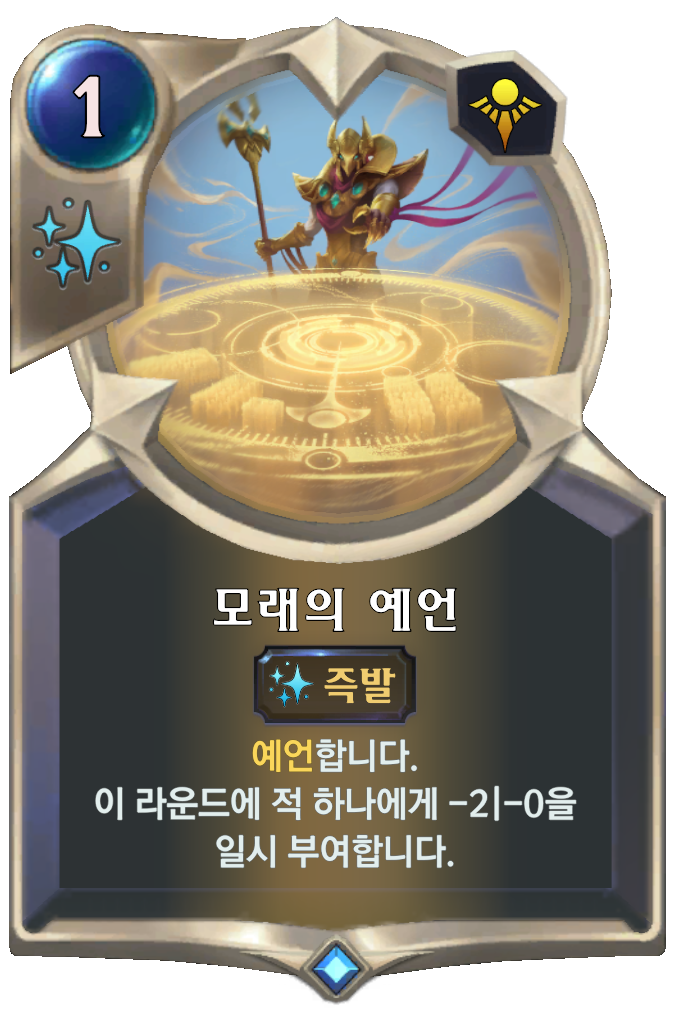 1
모래의 예언
즉발
예언합니다.
이 라운드에 적 하나에게 -2|-0을
일시 부여합니다.